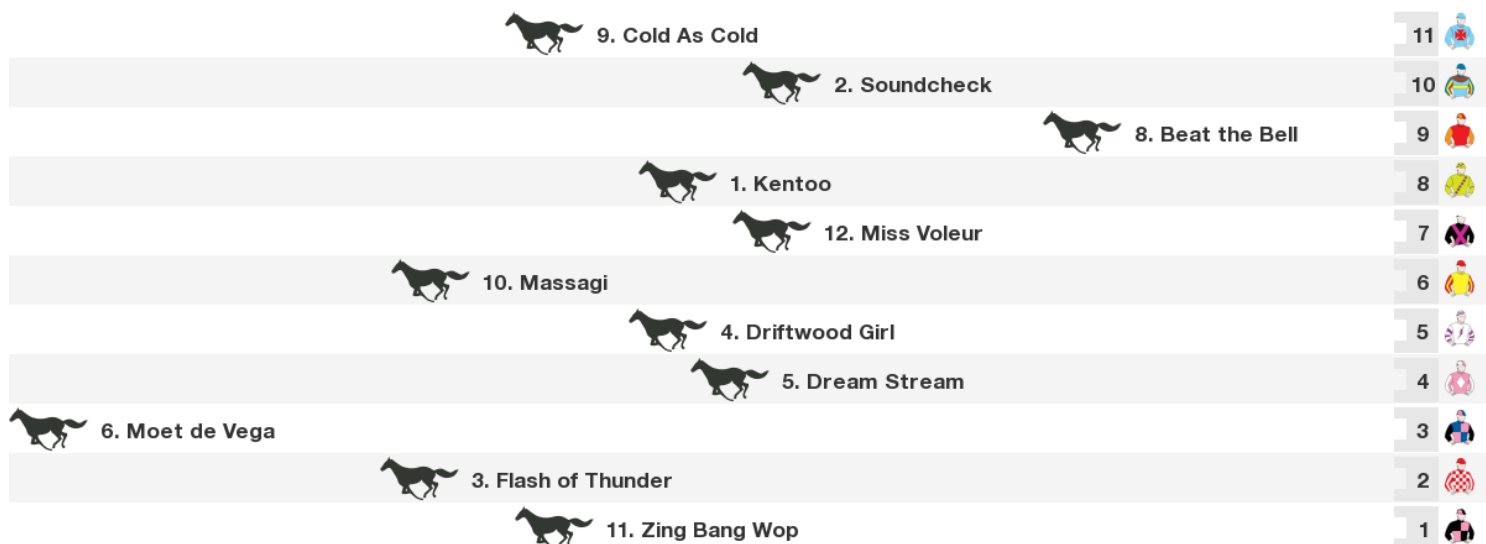 9. Cold As Cold 11
2. Soundcheck 10
8. Beat the Bell 9
1. Kentoo 8
12. Miss Voleur 7
10. Massagi 6
4. Driftwood Girl 5
5. Dream Stream 4
6. Moet de Vega 3
3. Flash of Thunder 2
11. Zing Bang Wop 1